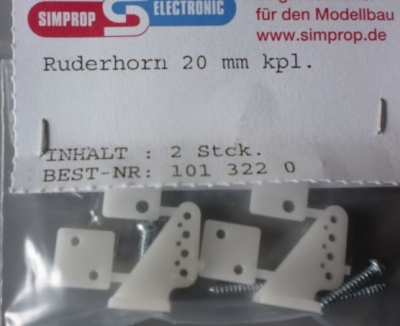 SIMPROP
ELECTRONIC
für den Modellbau
www.simprop.de
Ruderhorn 20 mm kpl.
INHALT : 2 Stck.
BEST-NR: 101 322 0